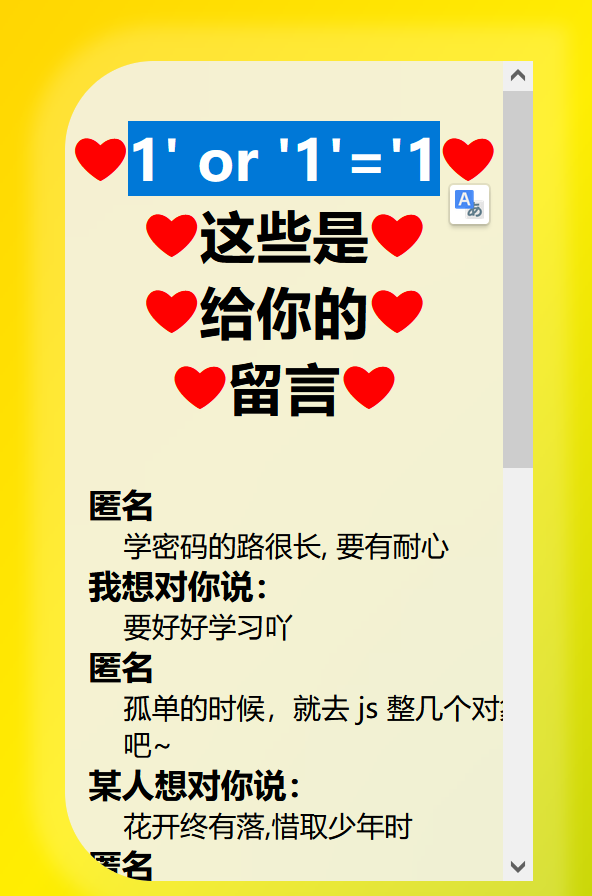 ❤1' or '1'='1❤
❤这些是❤
❤给你的❤
❤留言❤
匿名
学密码的路很长, 要有耐心
我想对你说：
要好好学习吖
匿名
孤单的时候，就去 js 整几个对象
吧~
某人想对你说：
花开终有落,惜取少年时
匿名